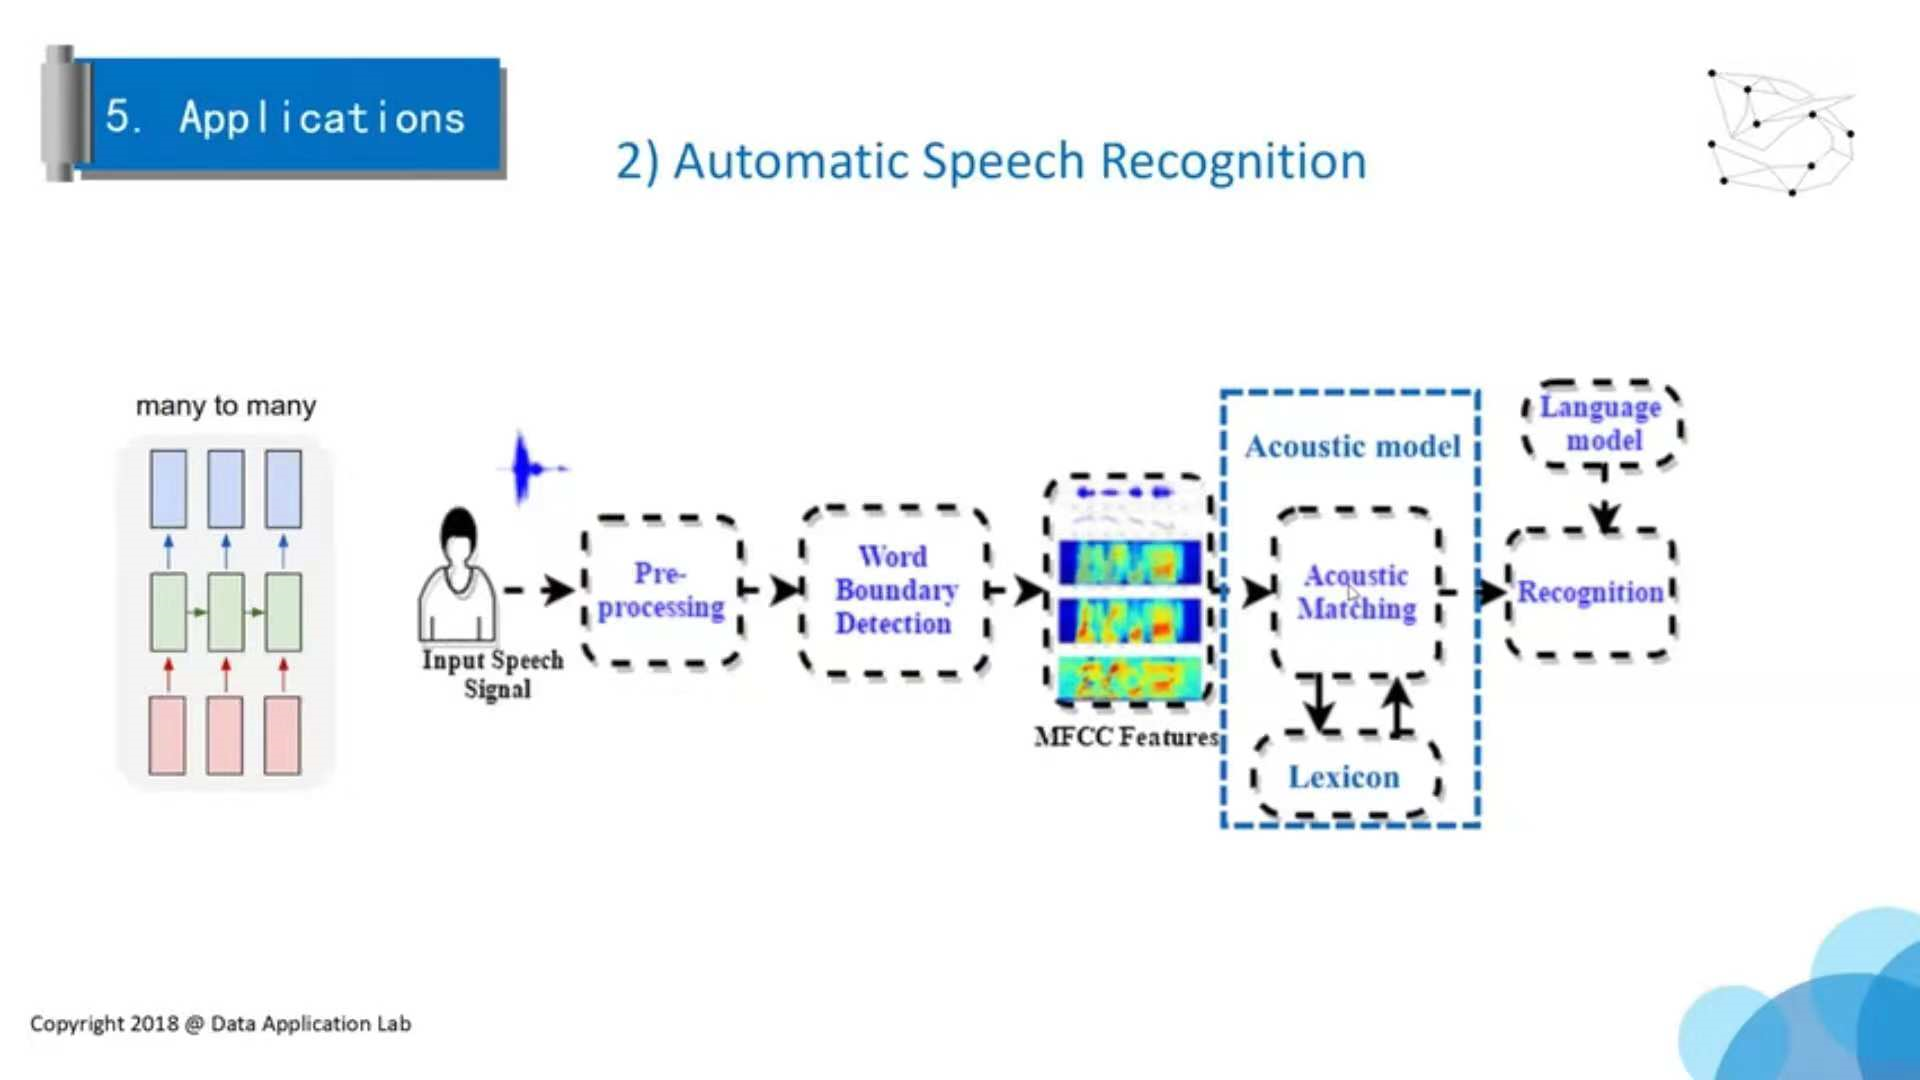 5. Applications
2) Automatic Speech Recognition
many to many
Input Speech
Signal
Pre-
processing
Word
Boundary
Detection
MFCC Features
Acoustic model
Acoustic
Matching
Lexicon
Language
model
Recognition
Copyright 2018 @ Data Application Lab